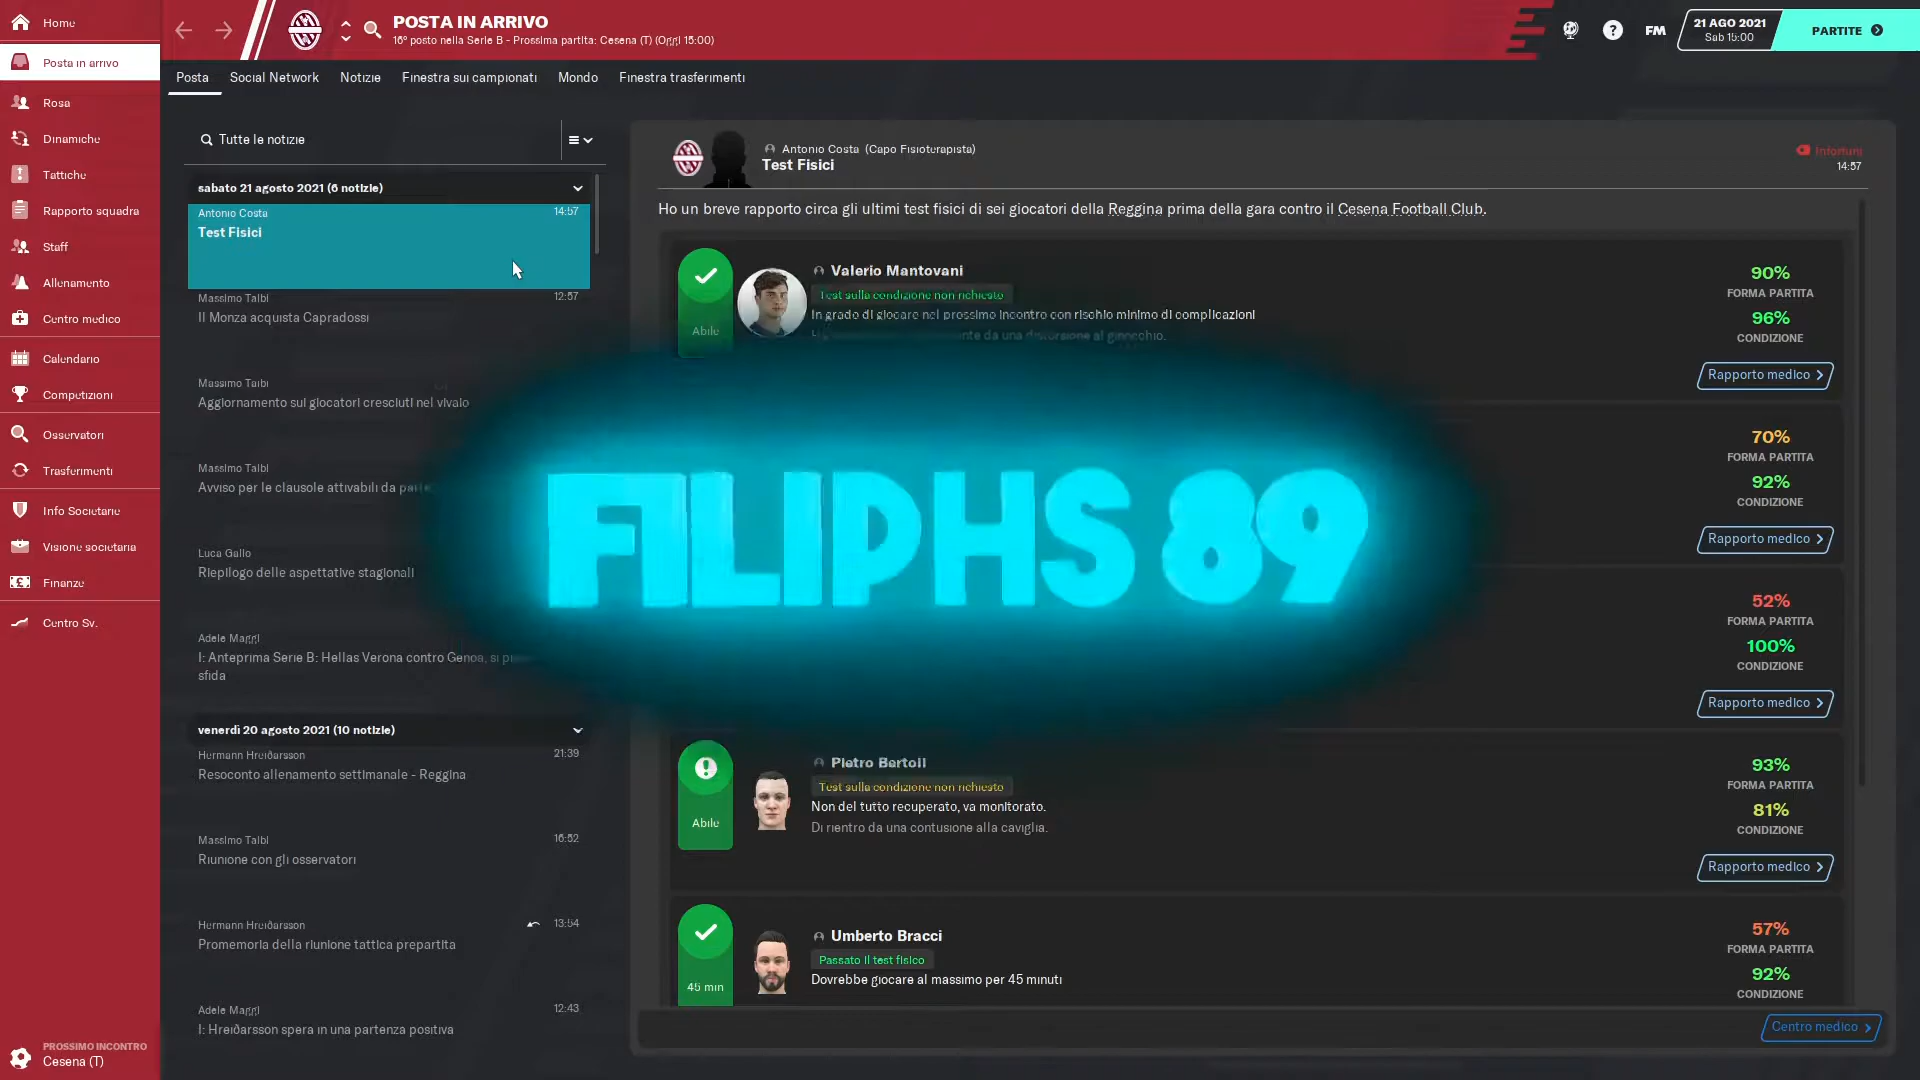 Home
Posta in arrivo
Rosa
Dinamiche
Tattiche
Rapporto squadra
Staff
Allenamento
Centro medico
Calendario
Competizioni
Osservatori
Trasferimenti
Info Societarie
Visione societaria
Finanze
Centro Sv.
PROSSIMO INCONTRO
Cesena (T)
POSTA IN ARRIVO
16° posto nella Serie B - Prossima partita: Cesena (T) (Oggi 15:00)
FM
21 AGO 2021
Sab 15:00
PARTITE
Posta Social Network Notizie Finestra sui campionati Mondo Finestra trasferimenti
Tutte le notizie
sabato 21 agosto 2021 (6 notizie)
Antonio Costa 14:57
Test Fisici
Massimo Taibi 12:57
Il Monza acquista Capradossi
Massimo Taibi
Aggiornamento sui giocatori cresciuti nel vivaio
Massimo Taibi
Avviso per le clausole attivabili da
Luca Gallo
Riepilogo delle aspettative stagionali
Adele Maggi
I: Anteprima Serie B: Hellas Verona contro Genoa, si
sfida
venerdì 20 agosto 2021 (10 notizie)
Hermann Hreiðarsson 21:39
Resoconto allenamento settimanale - Reggina
Massimo Taibi 16:52
Riunione con gli osservatori
Hermann Hreiðarsson 13:54
Promemoria della riunione tattica prepartita
Adele Maggi 12:43
I: Hreiðarsson spera in una partenza positiva
Antonio Costa (Capo Fisioterapista)
Test Fisici
Infortuni
14:57
Ho un breve rapporto circa gli ultimi test fisici di sei giocatori della Reggina prima della gara contro il Cesena Football Club.
Abile
Valerio Mantovani
Test sulla condizione non richiesto
In grado di giocare nel prossimo incontro con rischio minimo di complicazioni
da una distorsione al ginocchio.
90%
FORMA PARTITA
96%
CONDIZIONE
Rapporto medico
70%
FORMA PARTITA
92%
CONDIZIONE
Rapporto medico
FILIPHS 89
52%
FORMA PARTITA
100%
CONDIZIONE
Rapporto medico
Abile
Pietro Bertoli
Test sulla condizione non richiesto
Non del tutto recuperato, va monitorato.
Di rientro da una contusione alla caviglia.
93%
FORMA PARTITA
81%
CONDIZIONE
Rapporto medico
45 min
Umberto Bracci
Passato il test fisico
Dovrebbe giocare al massimo per 45 minuti
57%
FORMA PARTITA
92%
CONDIZIONE
Centro medico